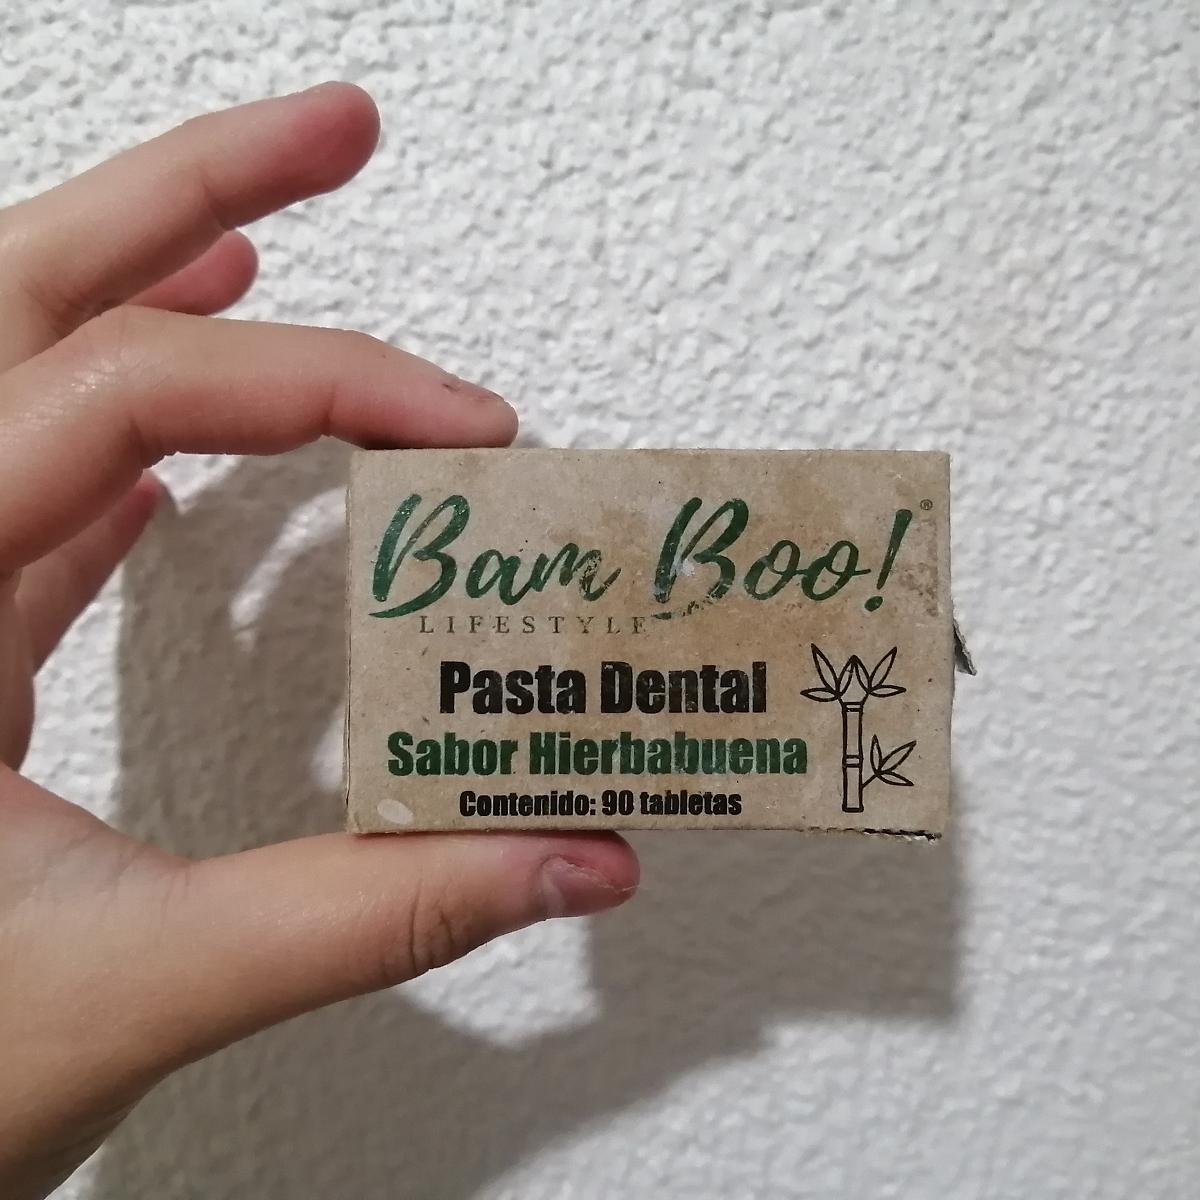 Bam Boo!®
LIFESTYLE
Pasta Dental
Sabor Hierbabuena
Contenido: 90 tabletas